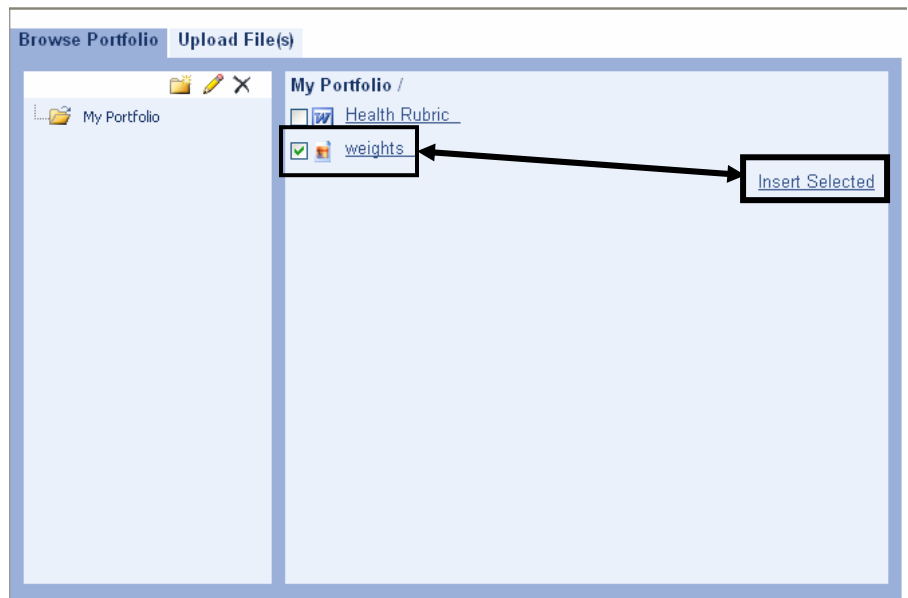 Browse Portfolio Upload File(s)
My Portfolio
My Portfolio /
Health Rubric
weights
Insert Selected